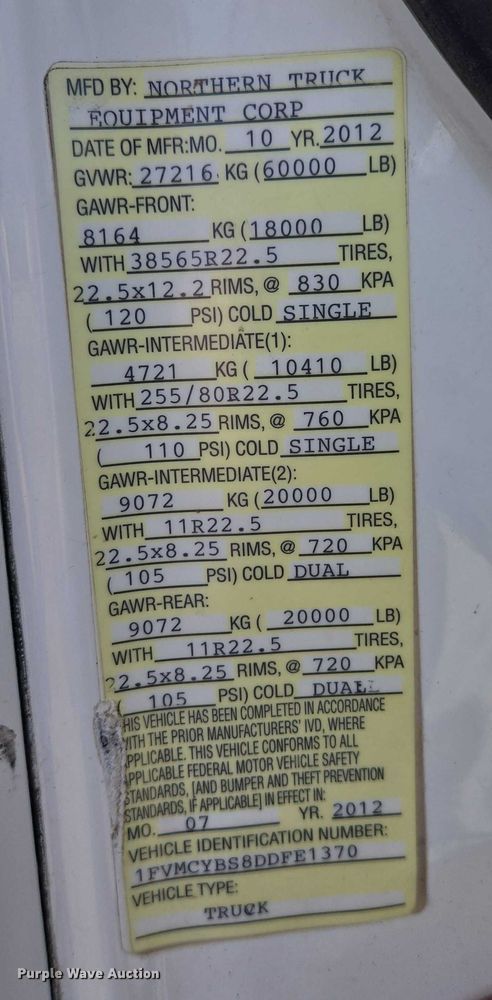 MFD BY: NORTHERN TRUCK
EQUIPMENT CORP
DATE OF MFR:MO. 10 YR. 2012
GVWR: 27216 KG (60000 LB)
GAWR-FRONT:
8164 KG (18000 LB)
WITH 38565R22.5 TIRES,
22.5x12.2 RIMS, @ 830 KPA
(120 PSI) COLD SINGLE
GAWR-INTERMEDIATE(1):
4721 KG (10410 LB)
WITH 255/80R22.5 TIRES,
22.5x8.25 RIMS, @ 760 KPA
(110 PSI) COLD SINGLE
GAWR-INTERMEDIATE(2):
9072 KG (20000 LB)
WITH 11R22.5 TIRES,
22.5x8.25 RIMS, @ 720 KPA
(105 PSI) COLD DUAL
GAWR-REAR:
9072 KG (20000 LB)
WITH 11R22.5 TIRES,
22.5x8.25 RIMS, @ 720 KPA
(105 PSI) COLD DUALL
HIS VEHICLE HAS BEEN COMPLETED IN ACCORDANCE
WITH THE PRIOR MANUFACTURERS' IVD, WHERE
APPLICABLE. THIS VEHICLE CONFORMS TO ALL
APPLICABLE FEDERAL MOTOR VEHICLE SAFETY
STANDARDS, [AND BUMPER AND THEFT PREVENTION
STANDARDS, IF APPLICABLE] IN EFFECT IN:
MO. 07 YR. 2012
VEHICLE IDENTIFICATION NUMBER:
1FVMCYBS8DDFE1370
VEHICLE TYPE:
TRUCK
Purple Wave Auction